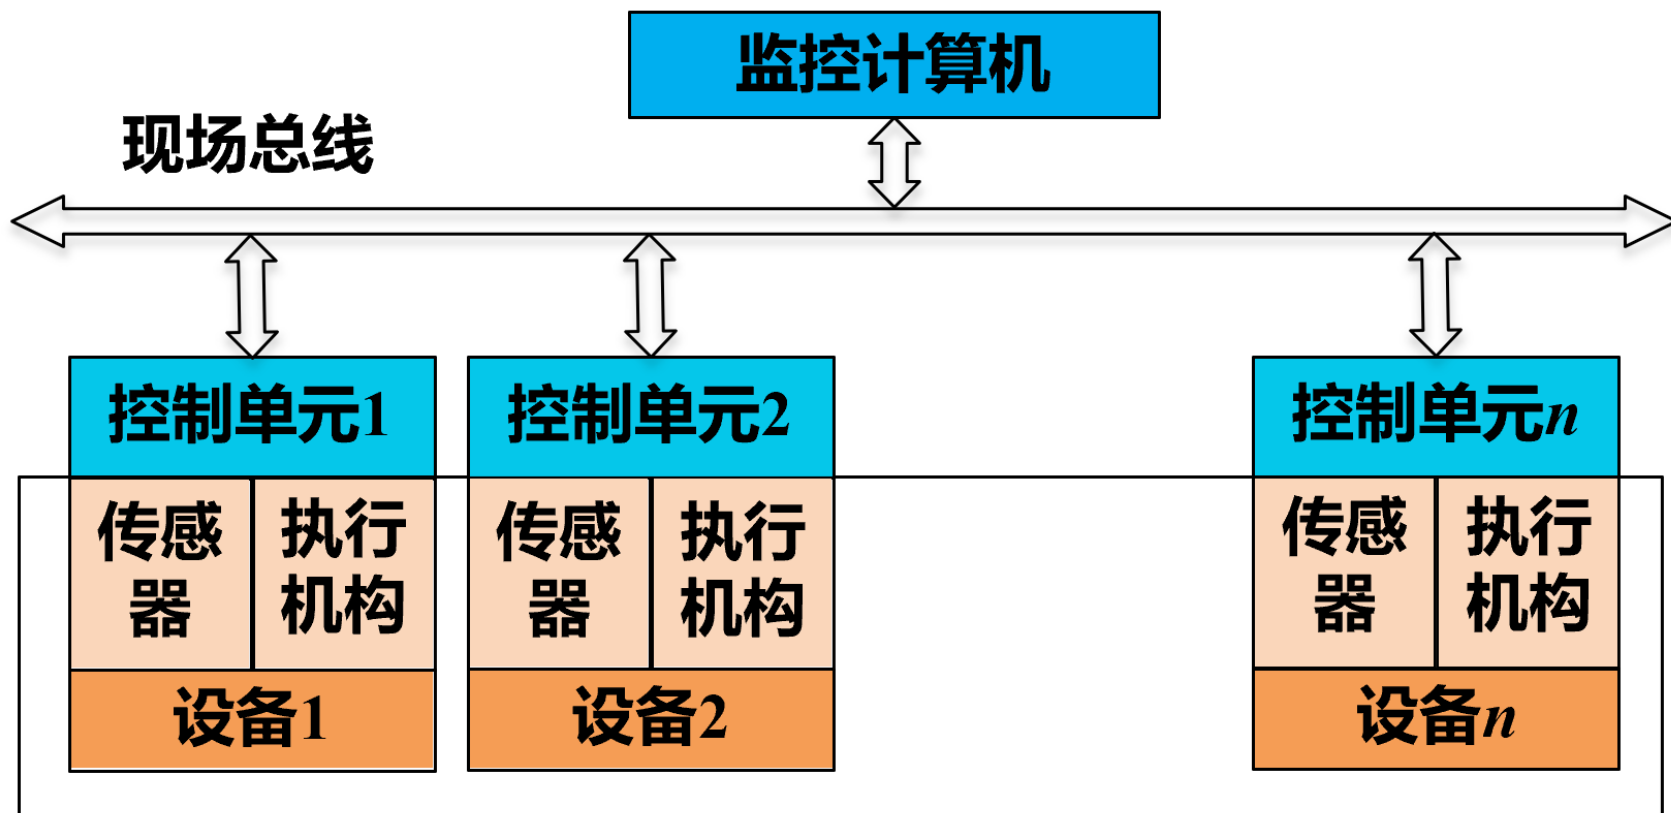 监控计算机
现场总线
控制单元1
控制单元2
控制单元n
传感
器
执行
机构
传感
器
执行
机构
传感
器
执行
机构
设备1
设备2
设备n